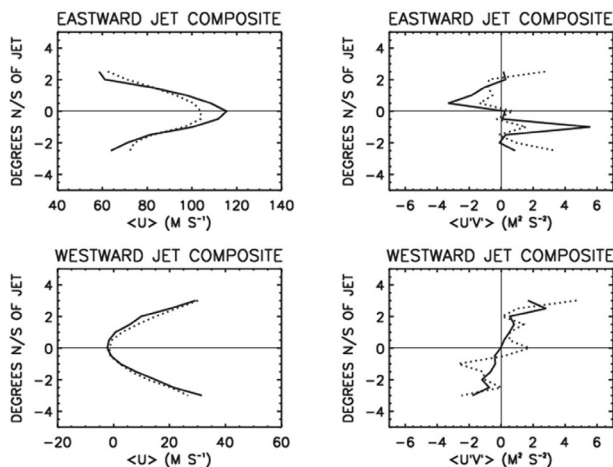 EASTWARD JET COMPOSITE
DEGREES N/S OF JET
4
2
0
-2
-4
40 60 80 100 120 140
<U> (M S⁻¹)
EASTWARD JET COMPOSITE
DEGREES N/S OF JET
4
2
0
-2
-4
-6 -4 -2 0 2 4 6
<U'V'> (M² S⁻²)
WESTWARD JET COMPOSITE
DEGREES N/S OF JET
4
2
0
-2
-4
-20 0 20 40 60
<U> (M S⁻¹)
WESTWARD JET COMPOSITE
DEGREES N/S OF JET
4
2
0
-2
-4
-6 -4 -2 0 2 4 6
<U'V'> (M² S⁻²)